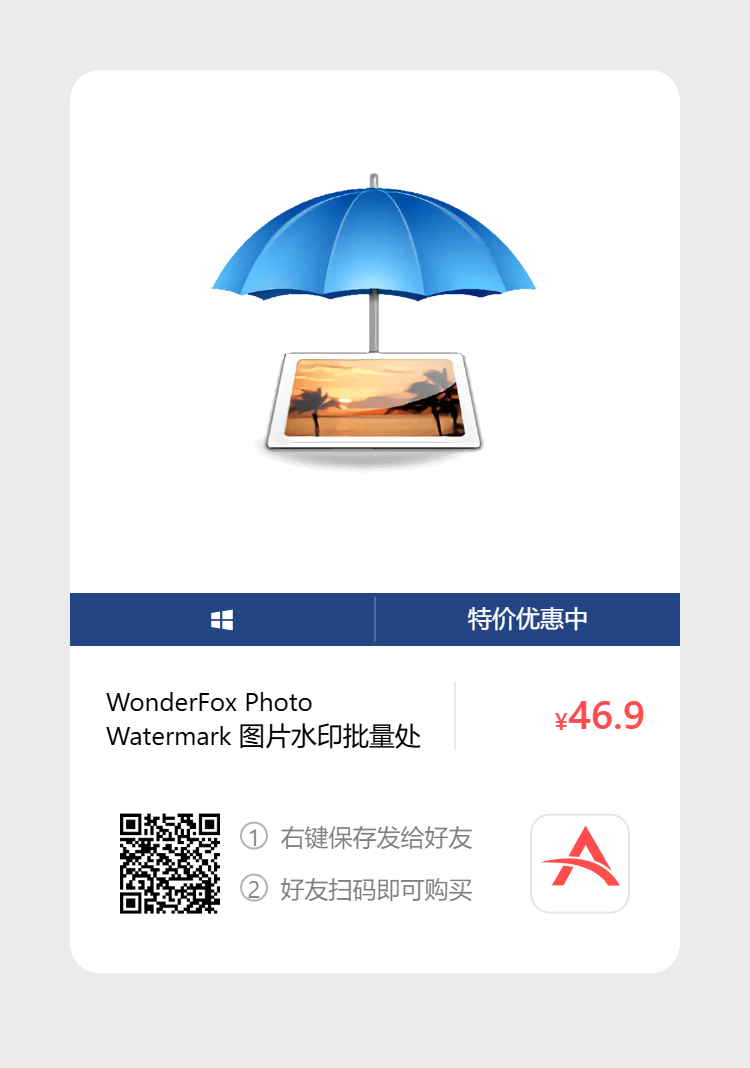 特价优惠中
WonderFox Photo
Watermark 图片水印批量处
¥46.9
① 右键保存发给好友
② 好友扫码即可购买